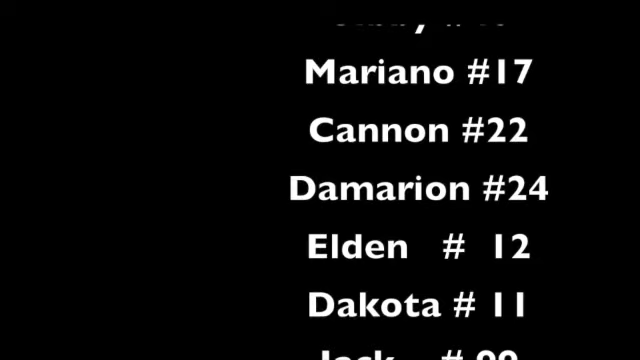 Mariano #17
Cannon #22
Damarion #24
Elden # 12
Dakota # 11